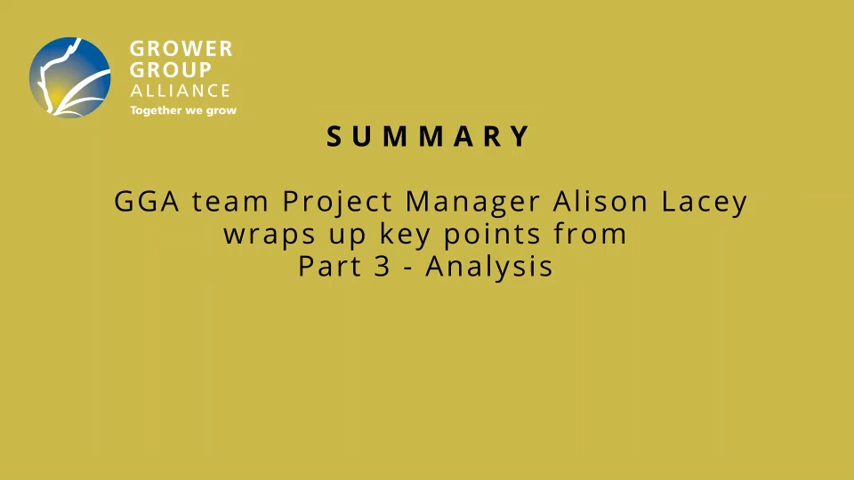 GROWER
GROUP
ALLIANCE
Together we grow
SUMMARY
GGA team Project Manager Alison Lacey
wraps up key points from
Part 3 - Analysis